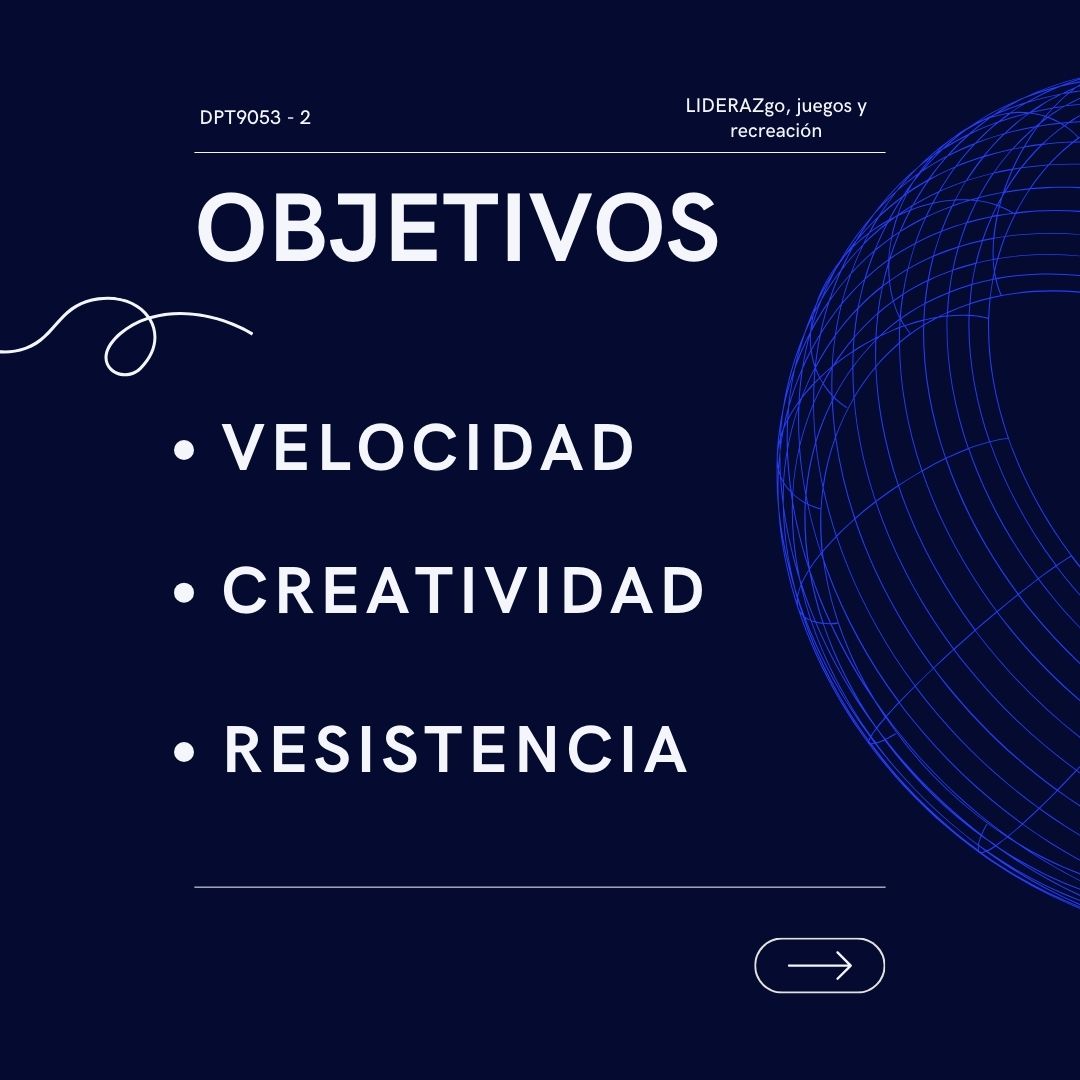 DPT9053 - 2
LIDERAZgo, juegos y
recreación
OBJETIVOS
• VELOCIDAD
• CREATIVIDAD
• RESISTENCIA